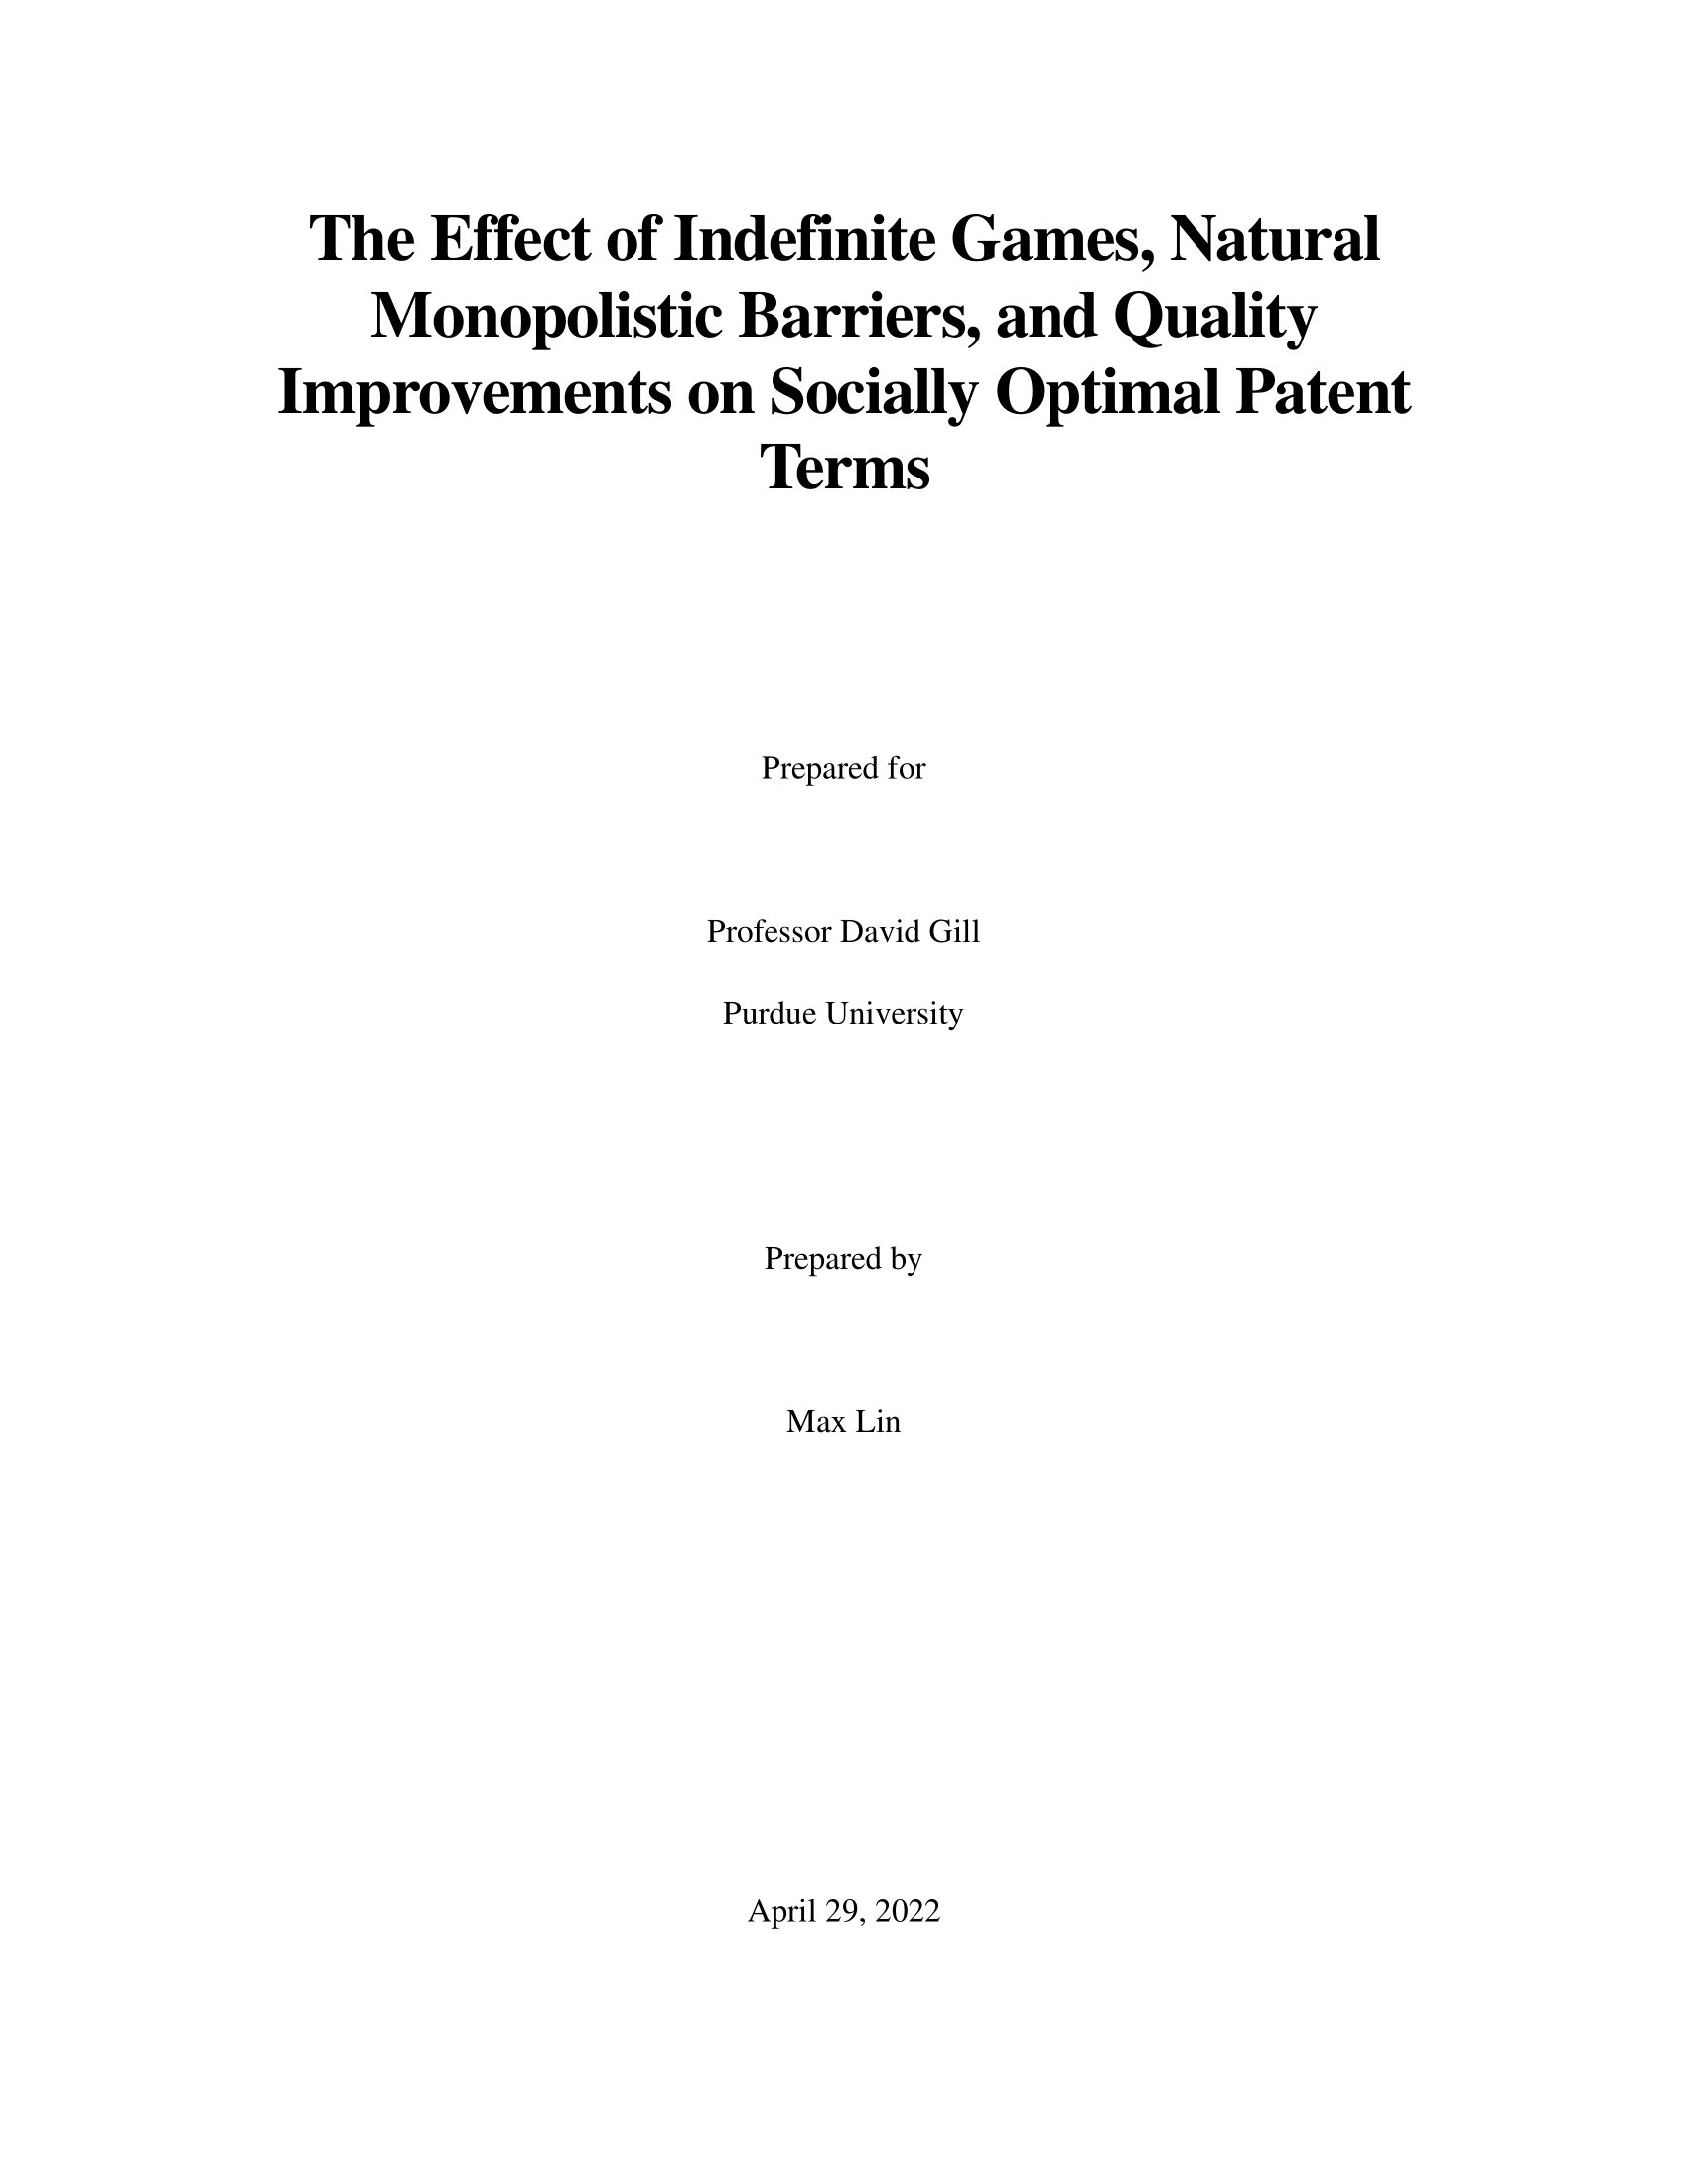 The Effect of Indefinite Games, Natural
Monopolistic Barriers, and Quality
Improvements on Socially Optimal Patent
Terms
Prepared for
Professor David Gill
Purdue University
Prepared by
Max Lin
April 29, 2022